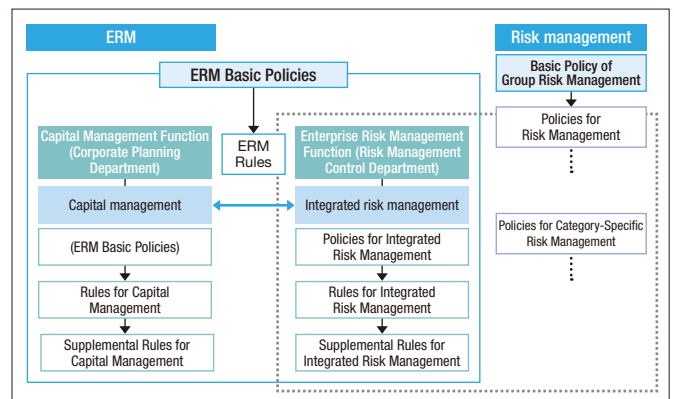 ERM
Risk management
ERM Basic Policies
Basic Policy of
Group Risk Management
Policies for
Risk Management
Capital Management Function
(Corporate Planning
Department)
ERM
Rules
Enterprise Risk Management
Function (Risk Management
Control Department)
Capital management
Integrated risk management
(ERM Basic Policies)
Policies for Integrated
Risk Management
Policies for Category-Specific
Risk Management
Rules for Capital
Management
Rules for Integrated
Risk Management
Supplemental Rules for
Capital Management
Supplemental Rules for
Integrated Risk Management